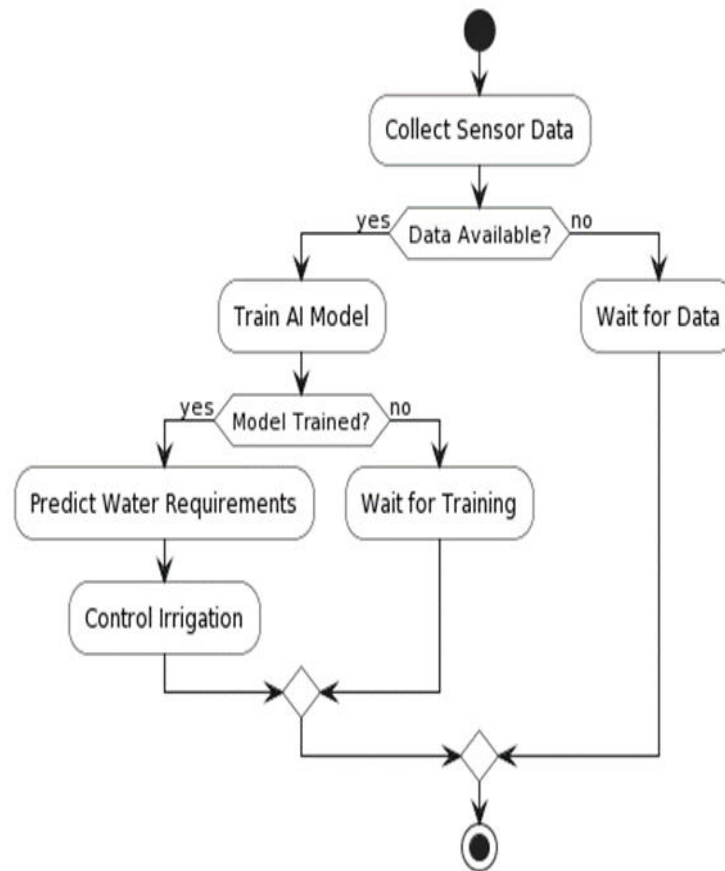 Collect Sensor Data
yes
Data Available?
no
Train AI Model
Wait for Data
yes
Model Trained?
no
Predict Water Requirements
Wait for Training
Control Irrigation